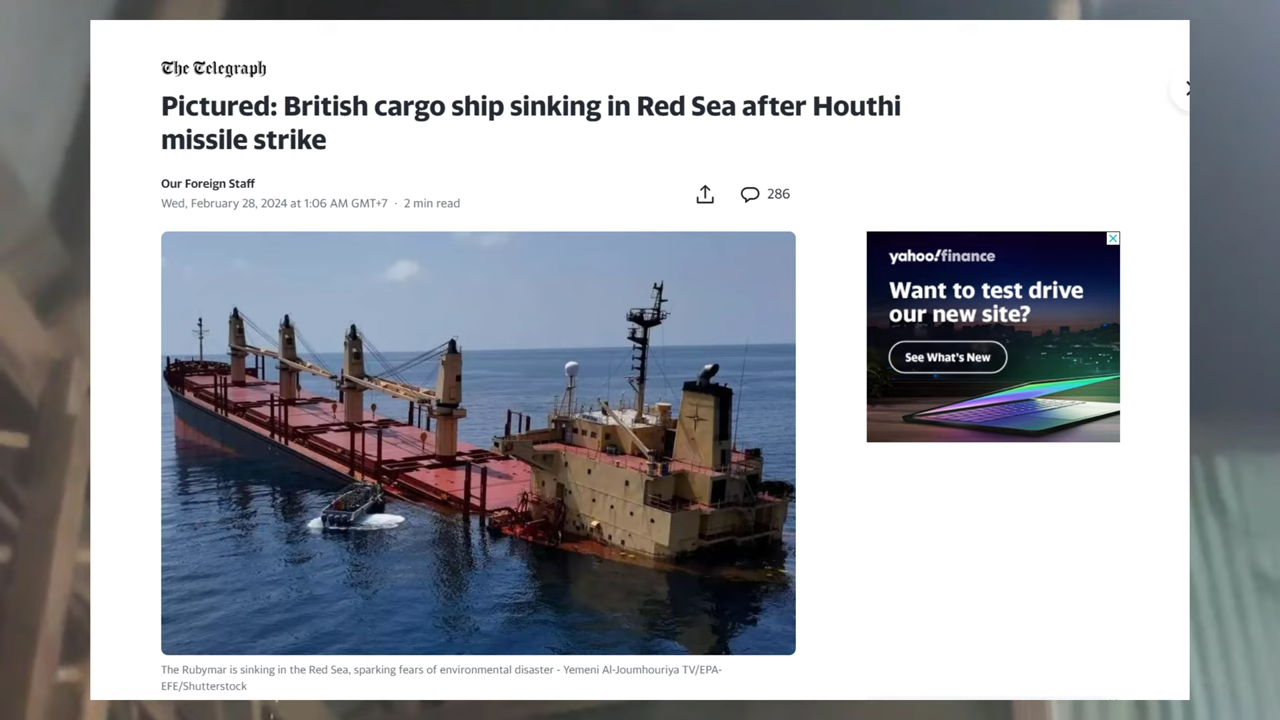 The Telegraph
Pictured: British cargo ship sinking in Red Sea after Houthi
missile strike
Our Foreign Staff
Wed, February 28, 2024 at 1:06 AM GMT+7 · 2 min read
286
yahoo!finance
Want to test drive
our new site?
See What's New
The Rubymar is sinking in the Red Sea, sparking fears of environmental disaster - Yemeni Al-Joumhouriya TV/EPA-
EFE/Shutterstock